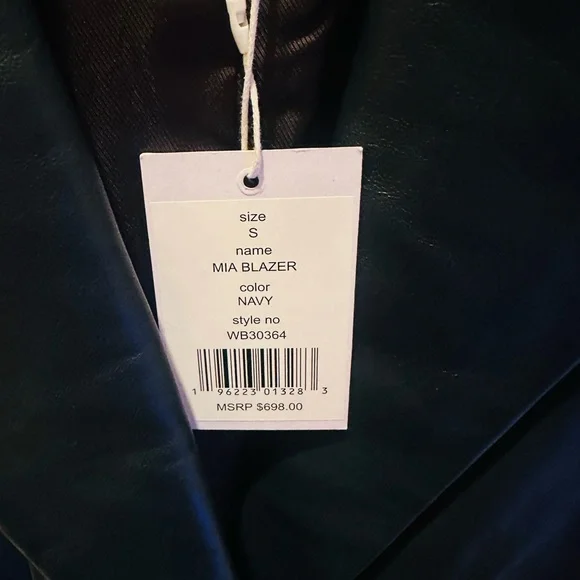 size
S
name
MIA BLAZER
color
NAVY
style no
WB30364
1 96223 01328 3
MSRP $698.00